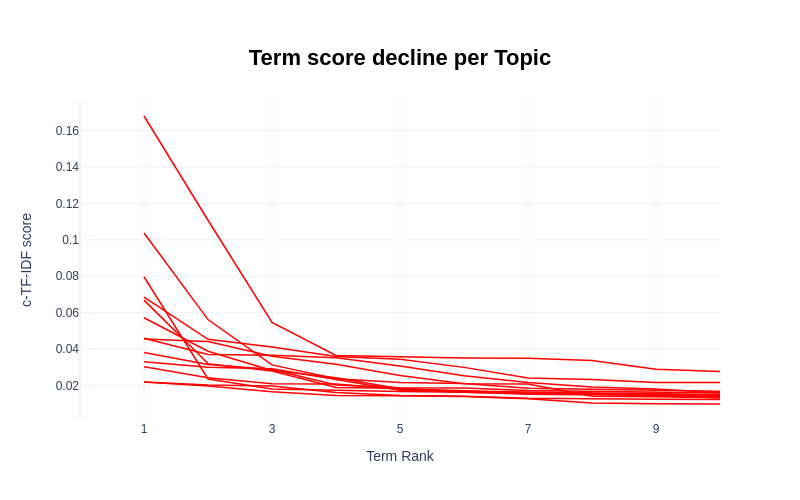 Term score decline per Topic
0.16
0.14
0.12
0.1
0.08
0.06
0.04
0.02
c-TF-IDF score
1 3 5 7 9
Term Rank